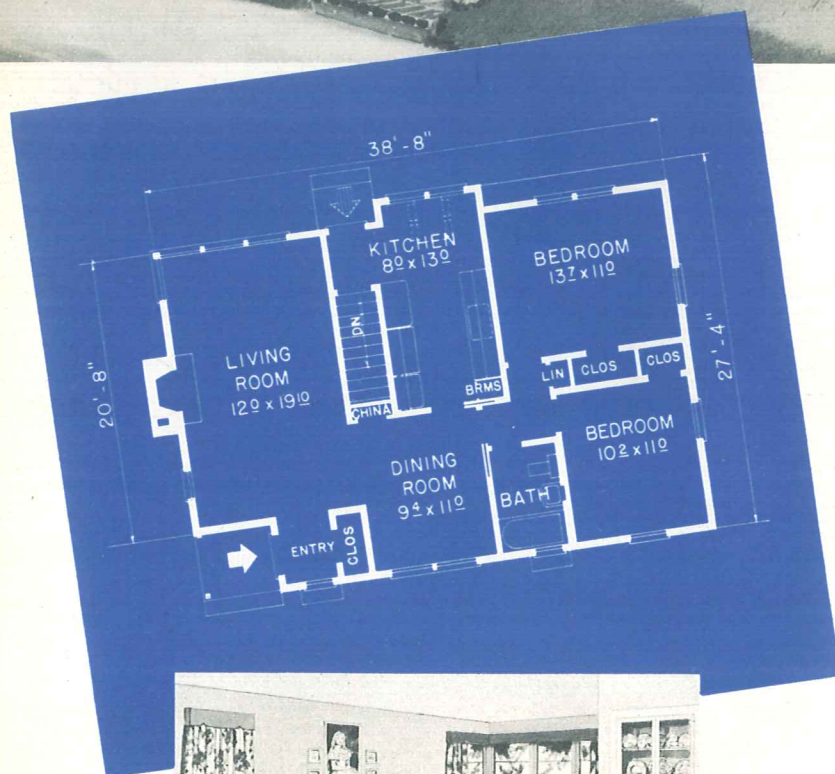 38'-8"
KITCHEN
8⁰ x 13⁰
BEDROOM
13⁷ x 11⁰
20'-8"
27'-4"
DN.
LIVING
ROOM
12⁰ x 19¹⁰
LIN
CLOS
CLOS
BRMS
CHINA
BEDROOM
10² x 11⁰
DINING
ROOM
9⁴ x 11⁰
BATH
ENTRY
CLOS